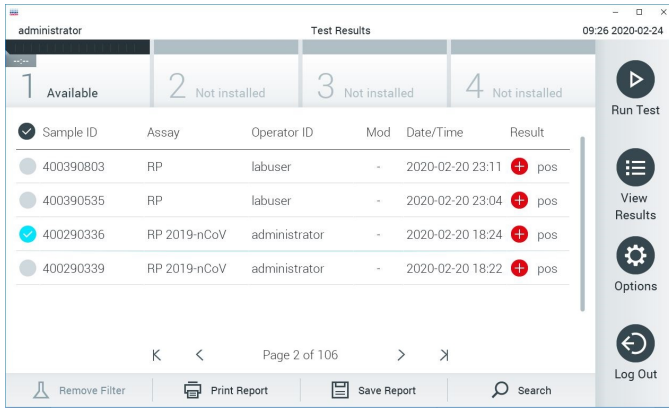 administrator Test Results 09:26 2020-02-24
--:--
1 Available 2 Not installed 3 Not installed 4 Not installed
Run Test
Sample ID Assay Operator ID Mod Date/Time Result
400390803 RP labuser - 2020-02-20 23:11 pos
400390535 RP labuser - 2020-02-20 23:04 pos
400290336 RP 2019-nCoV administrator - 2020-02-20 18:24 pos
400290339 RP 2019-nCoV administrator - 2020-02-20 18:22 pos
View
Results
Options
Page 2 of 106
Remove Filter Print Report Save Report Search
Log Out